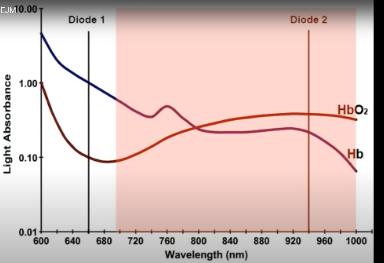 EJM
10.00
Diode 1
Diode 2
1.00
HbO₂
Hb
0.10
0.01
Light Absorbance
600 640 680 720 760 800 840 880 920 960 1000
Wavelength (nm)